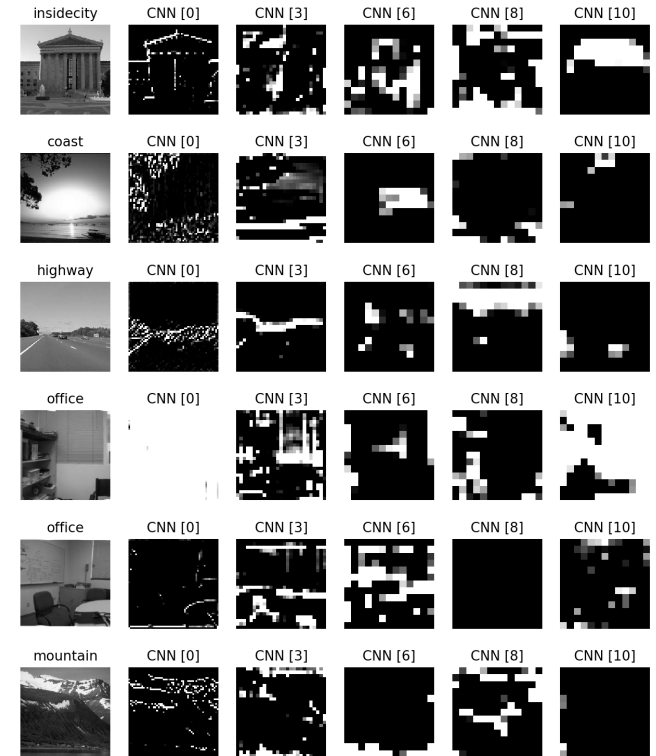 insidecity CNN [0] CNN [3] CNN [6] CNN [8] CNN [10]
coast CNN [0] CNN [3] CNN [6] CNN [8] CNN [10]
highway CNN [0] CNN [3] CNN [6] CNN [8] CNN [10]
office CNN [0] CNN [3] CNN [6] CNN [8] CNN [10]
office CNN [0] CNN [3] CNN [6] CNN [8] CNN [10]
mountain CNN [0] CNN [3] CNN [6] CNN [8] CNN [10]